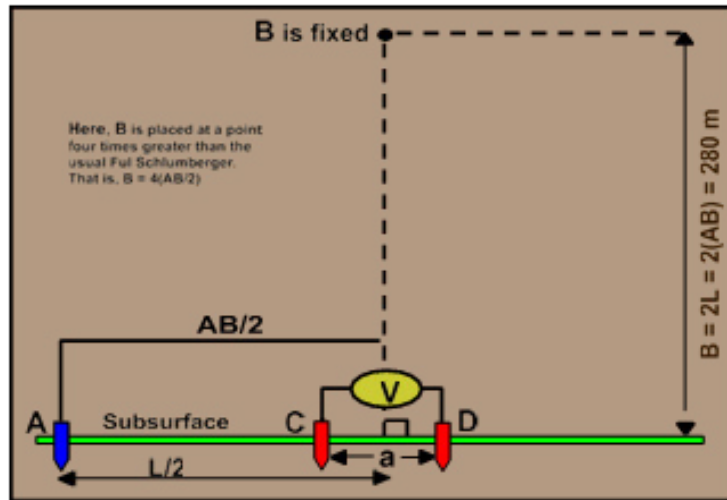 B is fixed
Here, B is placed at a point
four times greater than the
usual Ful Schlumberger.
That is, B = 4(AB/2)
B = 2L = 2(AB) = 280 m
AB/2
V
A
Subsurface
C
D
a
L/2